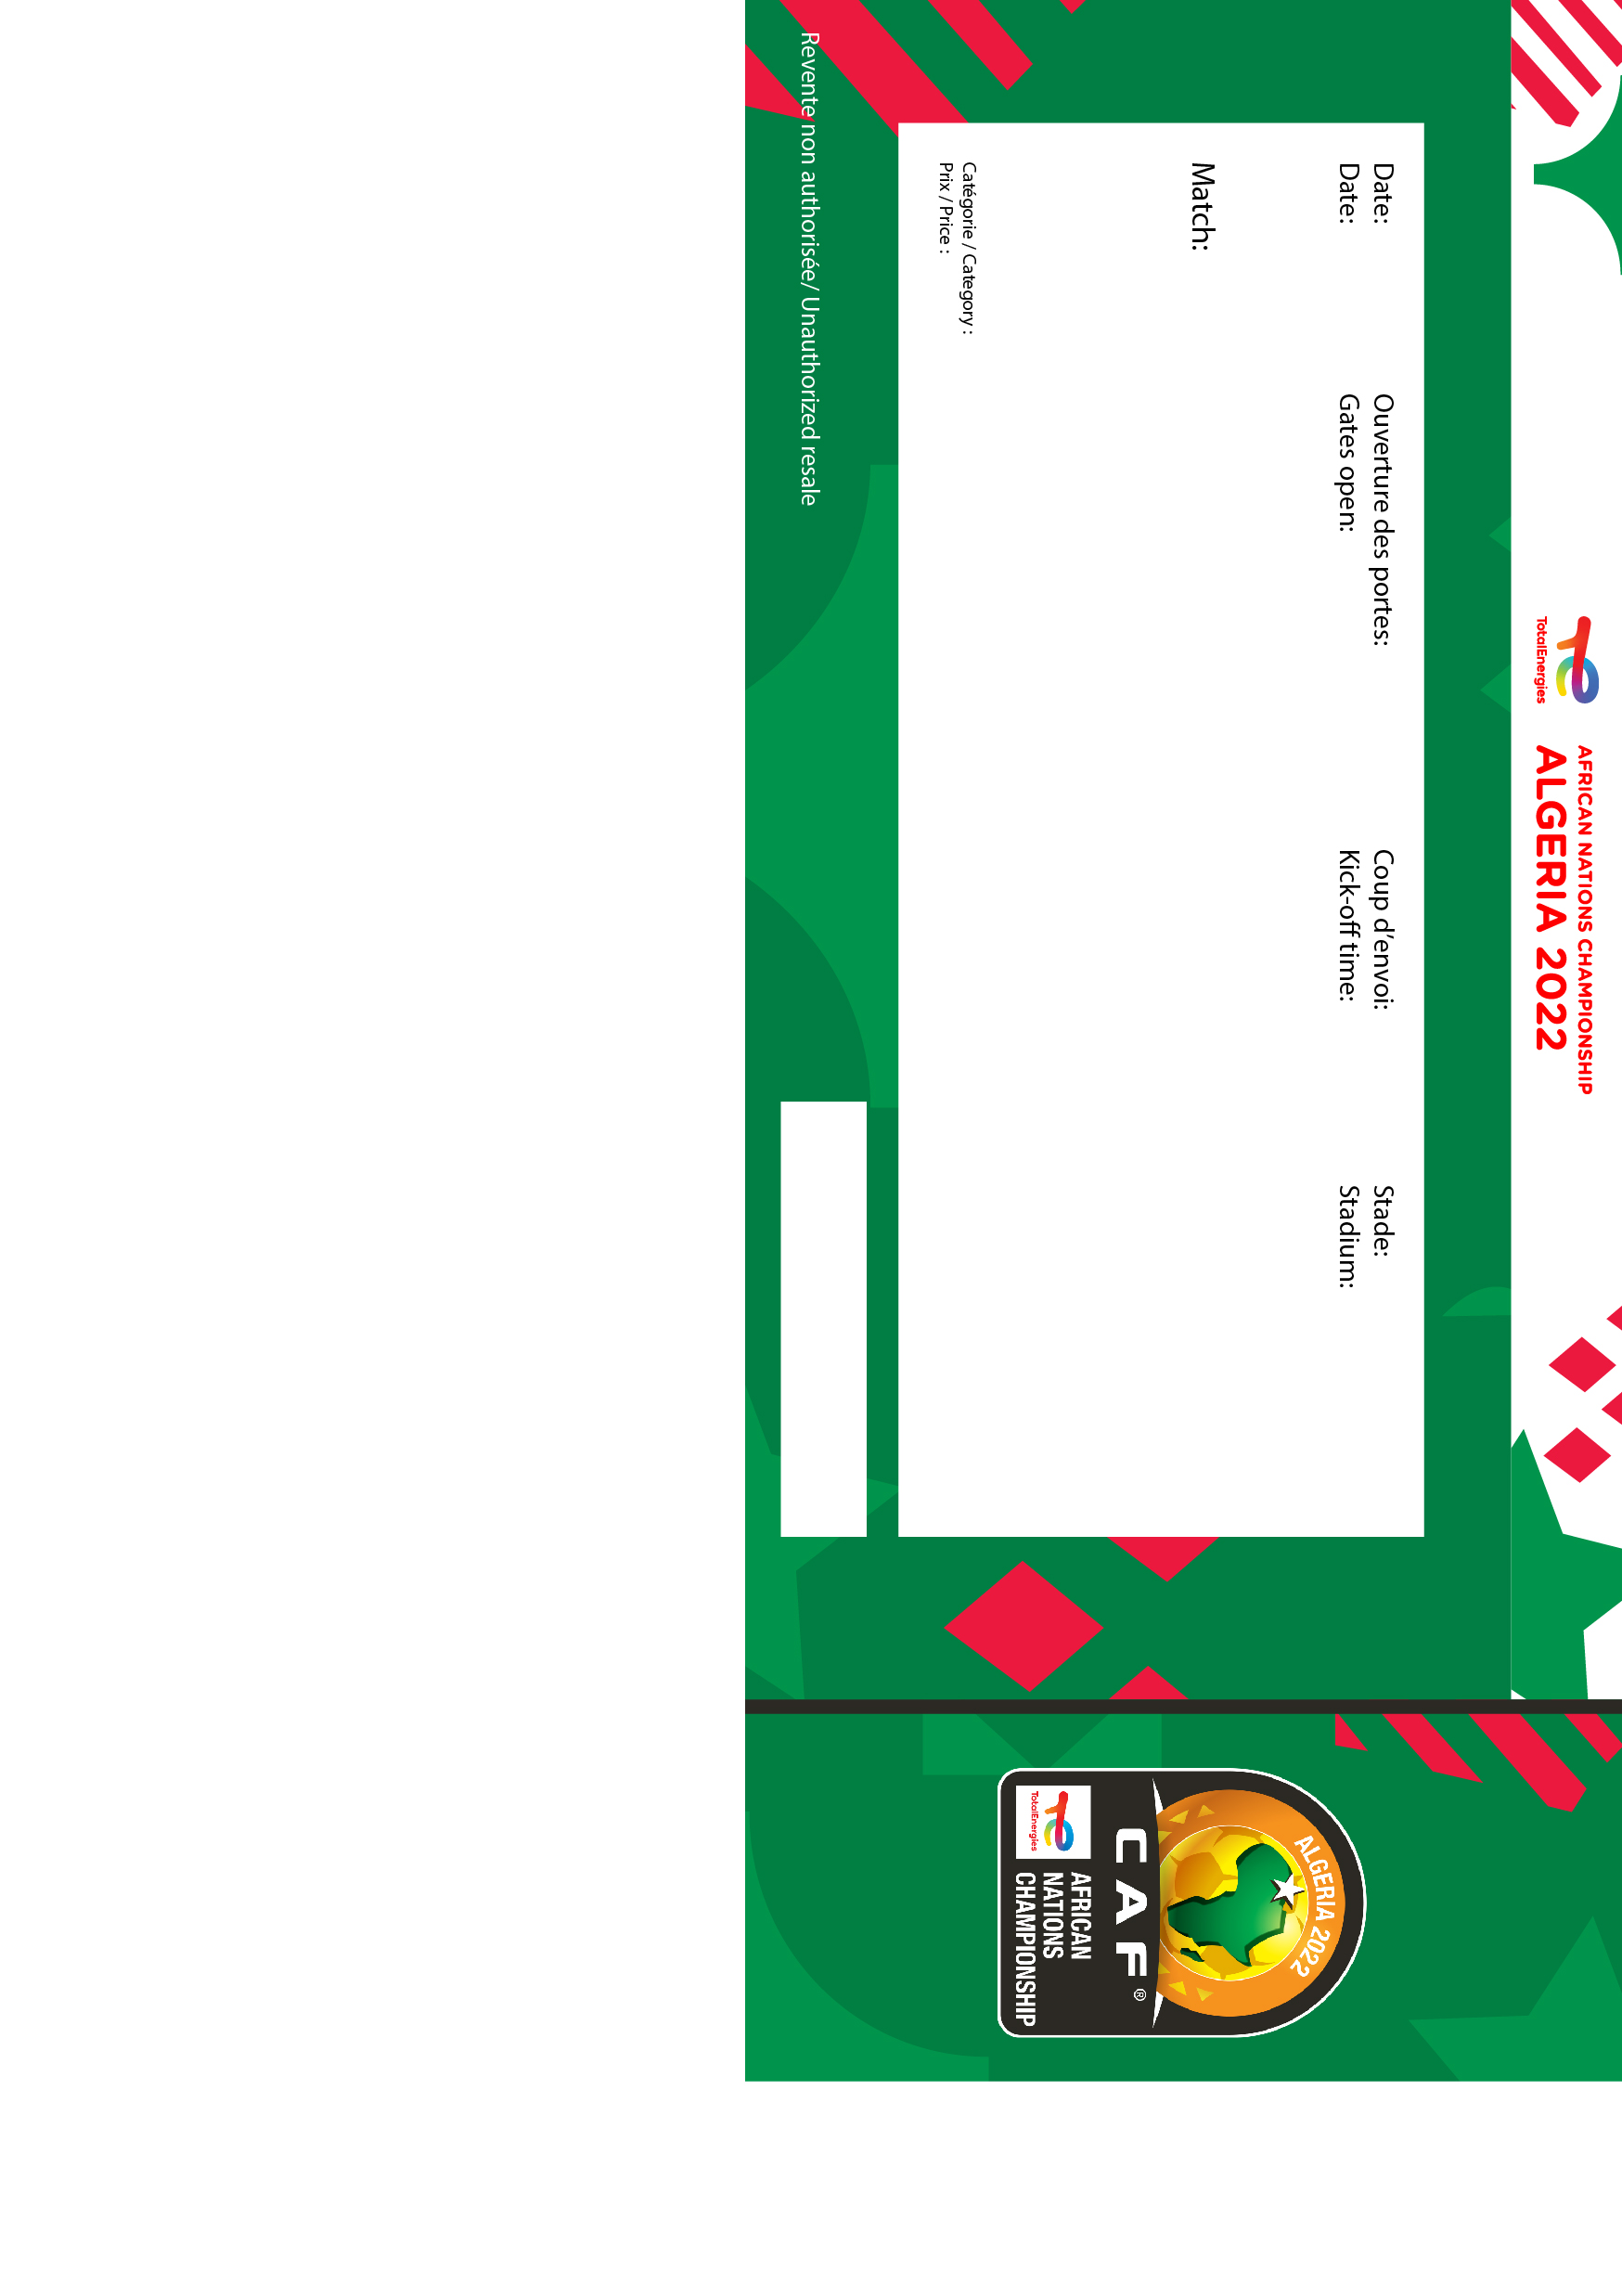 TotalEnergies
AFRICAN NATIONS CHAMPIONSHIP
ALGERIA 2022
Date:
Date:
Ouverture des portes:
Gates open:
Coup d’envoi:
Kick-off time:
Stade:
Stadium:
Match:
Catégorie / Category :
Prix / Price :
Revente non authorisée/ Unauthorized resale
ALGERIA 2022
CAF®
TotalEnergies
AFRICAN
NATIONS
CHAMPIONSHIP